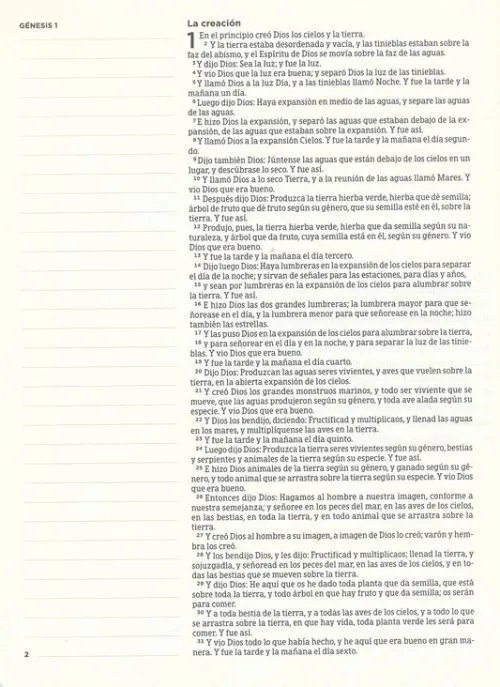 GÉNESIS 1
La creación
1 En el principio creó Dios los cielos y la tierra.
2 Y la tierra estaba desordenada y vacía, y las tinieblas estaban sobre la
faz del abismo, y el Espíritu de Dios se movía sobre la faz de las aguas.
3 Y dijo Dios: Sea la luz; y fue la luz.
4 Y vio Dios que la luz era buena; y separó Dios la luz de las tinieblas.
5 Y llamó Dios a la luz Día, y a las tinieblas llamó Noche. Y fue la tarde y la
mañana un día.
6 Luego dijo Dios: Haya expansión en medio de las aguas, y separe las aguas
de las aguas.
7 E hizo Dios la expansión, y separó las aguas que estaban debajo de la ex-
pansión, de las aguas que estaban sobre la expansión. Y fue así.
8 Y llamó Dios a la expansión Cielos. Y fue la tarde y la mañana el día segun-
do.
9 Dijo también Dios: Júntense las aguas que están debajo de los cielos en un
lugar, y descúbrase lo seco. Y fue así.
10 Y llamó Dios a lo seco Tierra, y a la reunión de las aguas llamó Mares. Y
vio Dios que era bueno.
11 Después dijo Dios: Produzca la tierra hierba verde, hierba que dé semilla;
árbol de fruto que dé fruto según su género, que su semilla esté en él, sobre la
tierra. Y fue así.
12 Produjo, pues, la tierra hierba verde, hierba que da semilla según su na-
turaleza, y árbol que da fruto, cuya semilla está en él, según su género. Y vio
Dios que era bueno.
13 Y fue la tarde y la mañana el día tercero.
14 Dijo luego Dios: Haya lumbreras en la expansión de los cielos para separar
el día de la noche; y sirvan de señales para las estaciones, para días y años,
15 y sean por lumbreras en la expansión de los cielos para alumbrar sobre
la tierra. Y fue así.
16 E hizo Dios las dos grandes lumbreras; la lumbrera mayor para que se-
ñorease en el día, y la lumbrera menor para que señorease en la noche; hizo
también las estrellas.
17 Y las puso Dios en la expansión de los cielos para alumbrar sobre la tierra,
18 y para señorear en el día y en la noche, y para separar la luz de las tinie-
blas. Y vio Dios que era bueno.
19 Y fue la tarde y la mañana el día cuarto.
20 Dijo Dios: Produzcan las aguas seres vivientes, y aves que vuelen sobre la
tierra, en la abierta expansión de los cielos.
21 Y creó Dios los grandes monstruos marinos, y todo ser viviente que se
mueve, que las aguas produjeron según su género, y toda ave alada según su
especie. Y vio Dios que era bueno.
22 Y Dios los bendijo, diciendo: Fructificad y multiplicaos, y llenad las aguas
en los mares, y multiplíquense las aves en la tierra.
23 Y fue la tarde y la mañana el día quinto.
24 Luego dijo Dios: Produzca la tierra seres vivientes según su género, bestias
y serpientes y animales de la tierra según su especie. Y fue así.
25 E hizo Dios animales de la tierra según su género, y ganado según su gé-
nero, y todo animal que se arrastra sobre la tierra según su especie. Y vio Dios
que era bueno.
26 Entonces dijo Dios: Hagamos al hombre a nuestra imagen, conforme a
nuestra semejanza; y señoree en los peces del mar, en las aves de los cielos,
en las bestias, en toda la tierra, y en todo animal que se arrastra sobre la
tierra.
27 Y creó Dios al hombre a su imagen, a imagen de Dios lo creó; varón y hem-
bra los creó.
28 Y los bendijo Dios, y les dijo: Fructificad y multiplicaos; llenad la tierra, y
sojuzgadla, y señoread en los peces del mar, en las aves de los cielos, y en to-
das las bestias que se mueven sobre la tierra.
29 Y dijo Dios: He aquí que os he dado toda planta que da semilla, que está
sobre toda la tierra, y todo árbol en que hay fruto y que da semilla; os serán
para comer.
30 Y a toda bestia de la tierra, y a todas las aves de los cielos, y a todo lo que
se arrastra sobre la tierra, en que hay vida, toda planta verde les será para
comer. Y fue así.
31 Y vio Dios todo lo que había hecho, y he aquí que era bueno en gran ma-
nera. Y fue la tarde y la mañana el día sexto.
2